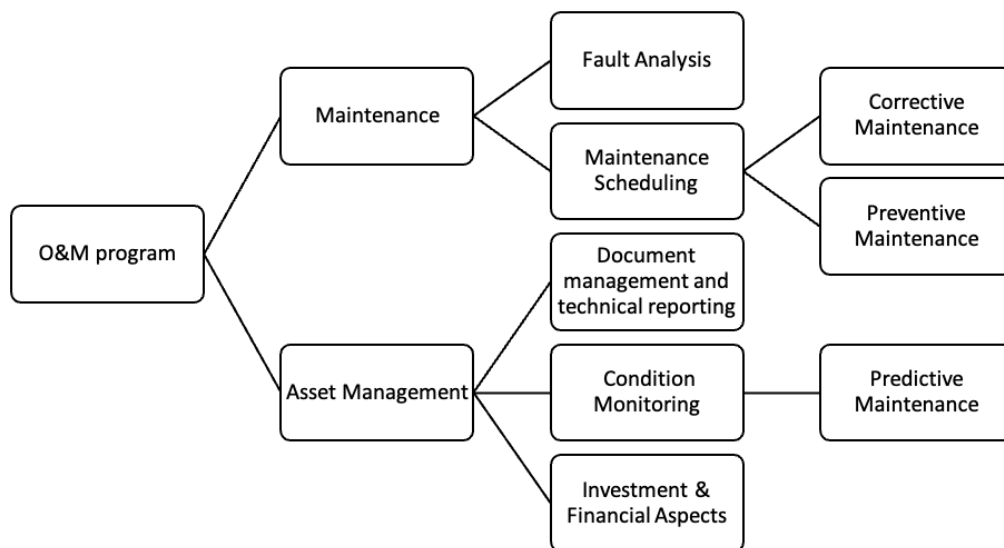 Fault Analysis
Maintenance
Corrective
Maintenance
Maintenance
Scheduling
Preventive
Maintenance
O&M program
Document
management and
technical reporting
Asset Management
Condition
Monitoring
Predictive
Maintenance
Investment &
Financial Aspects